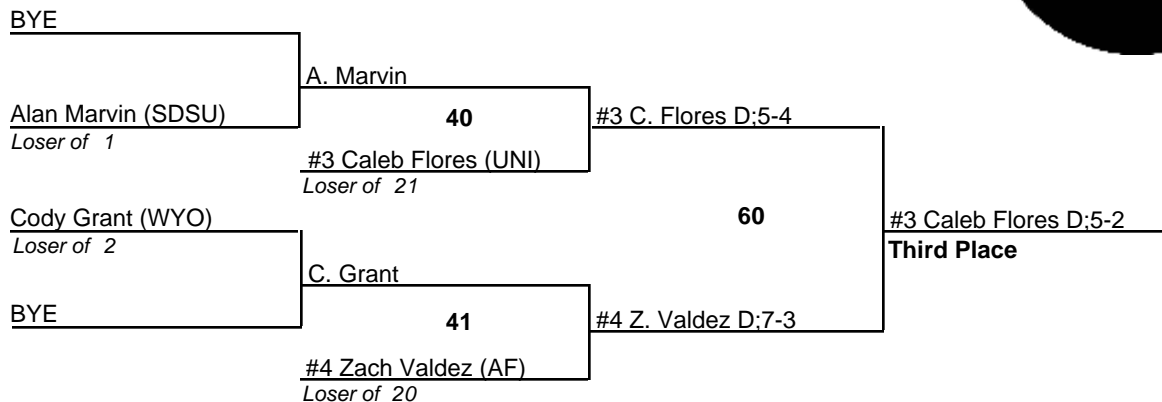 BYE
A. Marvin
Alan Marvin (SDSU)
Loser of 1
40
#3 C. Flores D;5-4
#3 Caleb Flores (UNI)
Loser of 21
Cody Grant (WYO)
Loser of 2
60
#3 Caleb Flores D;5-2
Third Place
C. Grant
BYE
41
#4 Z. Valdez D;7-3
#4 Zach Valdez (AF)
Loser of 20